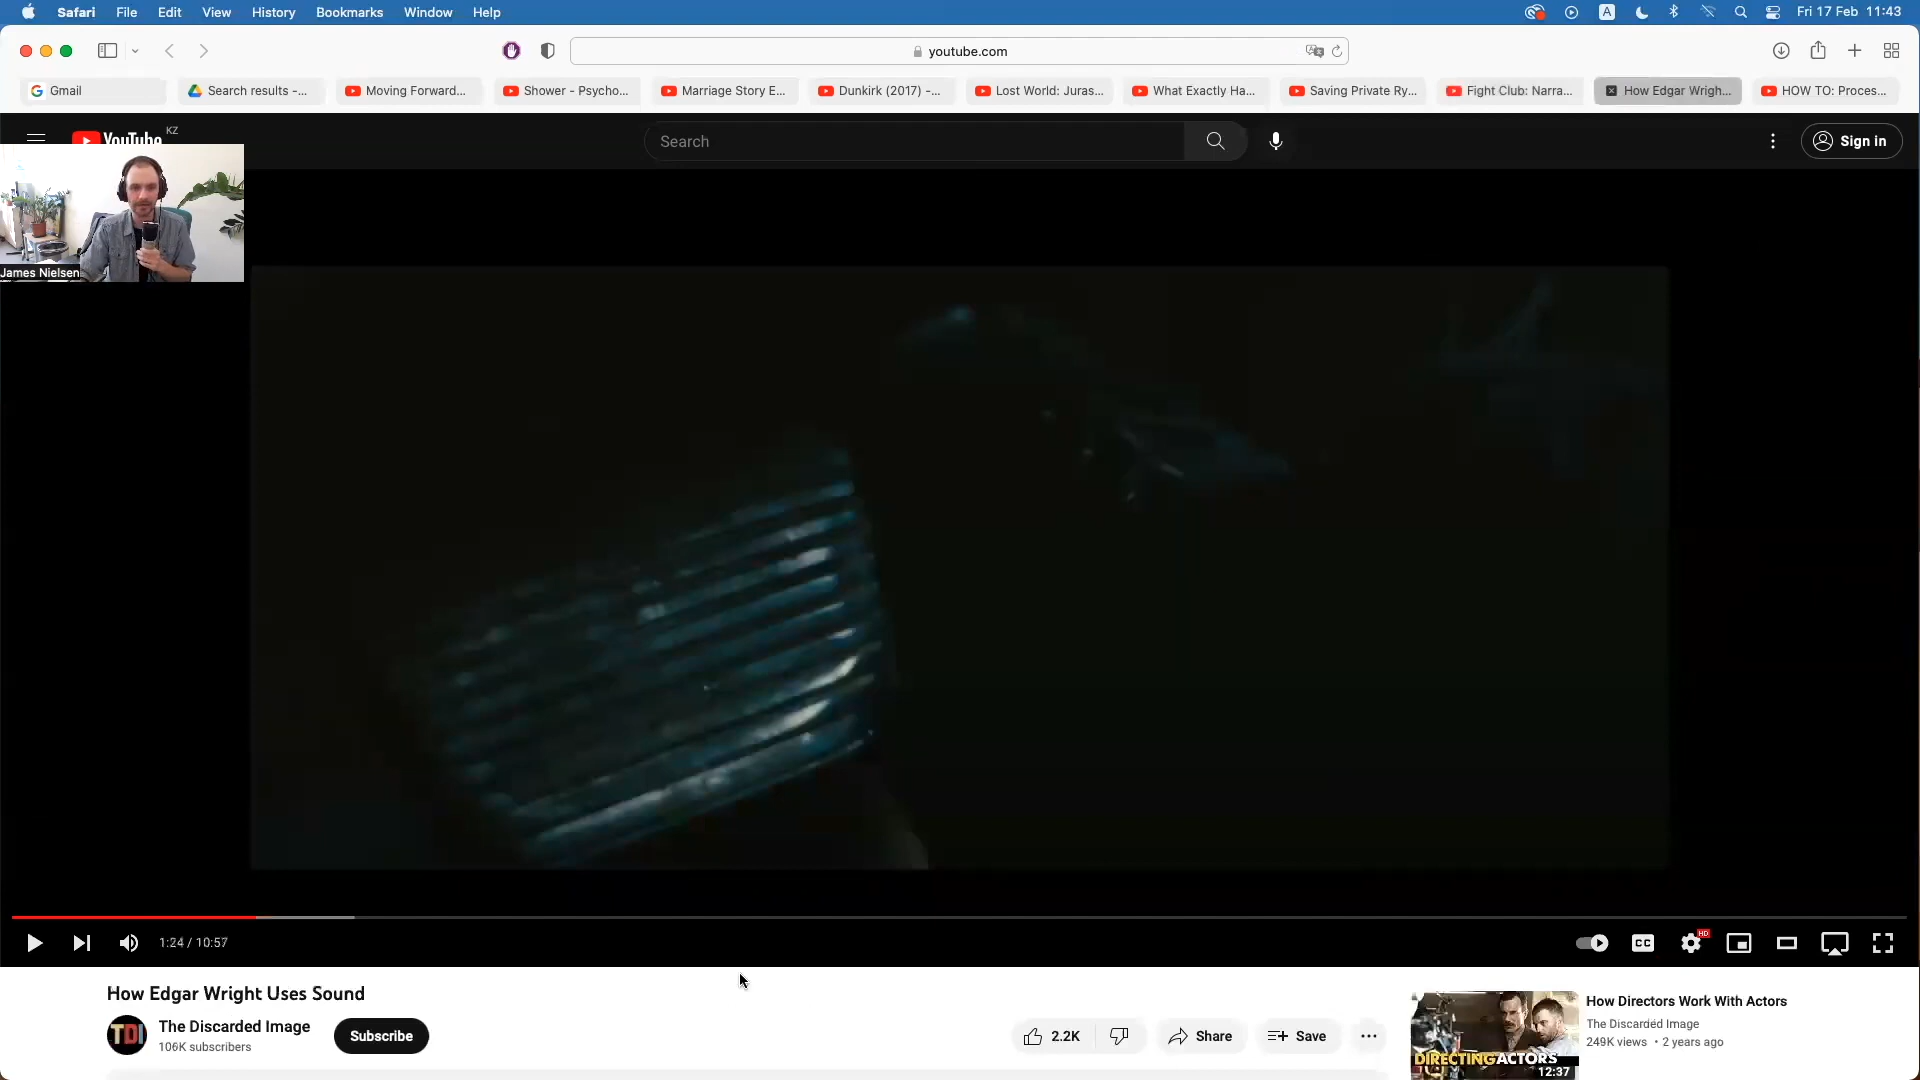 Safari File Edit View History Bookmarks Window Help A Fri 17 Feb 11:43
youtube.com
Gmail Search results -... Moving Forward... Shower - Psycho... Marriage Story E... Dunkirk (2017) -... Lost World: Juras... What Exactly Ha... Saving Private Ry... Fight Club: Narra... How Edgar Wrigh... HOW TO: Proces...
YouTube KZ
Search
Sign in
James Nielsen
1:24 / 10:57
CC HD
How Edgar Wright Uses Sound
TDI The Discarded Image
106K subscribers
Subscribe
2.2K Share Save
DIRECTING ACTORS
12:37
How Directors Work With Actors
The Discarded Image
249K views • 2 years ago